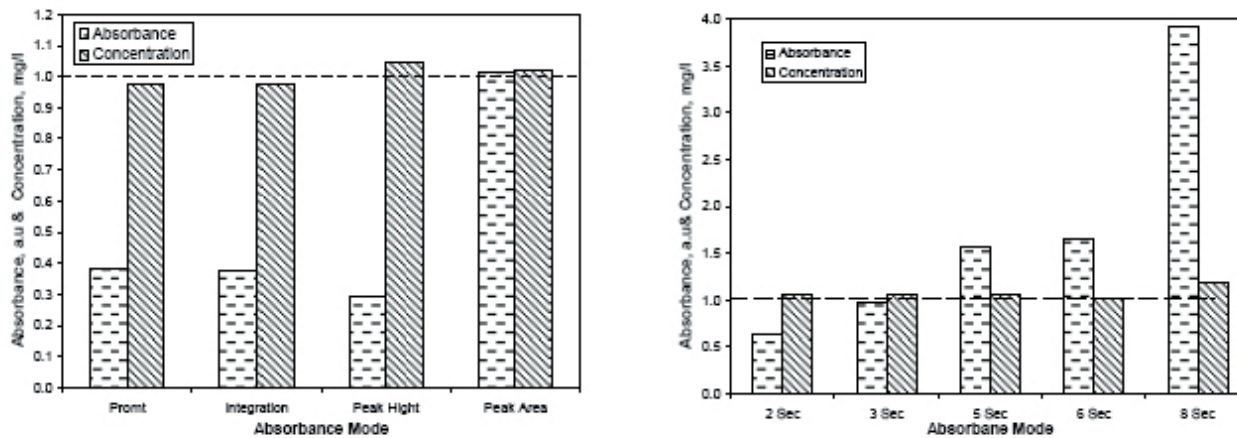 Absorbance, a.u & Concentration, mg/l
1.2
1.1
1.0
0.9
0.8
0.7
0.6
0.5
0.4
0.3
0.2
0.1
0.0
Absorbance
Concentration
Promt
Integration
Peak Hight
Peak Area
Absorbance Mode
Absorbance, a.u& Concentration, mg/l
4.0
3.5
4.0
3.0
2.5
2.0
1.5
1.0
0.5
0.0
Absorbance
Concentration
2 Sec
3 Sec
5 Sec
6 Sec
8 Sec
Absorbane Mode